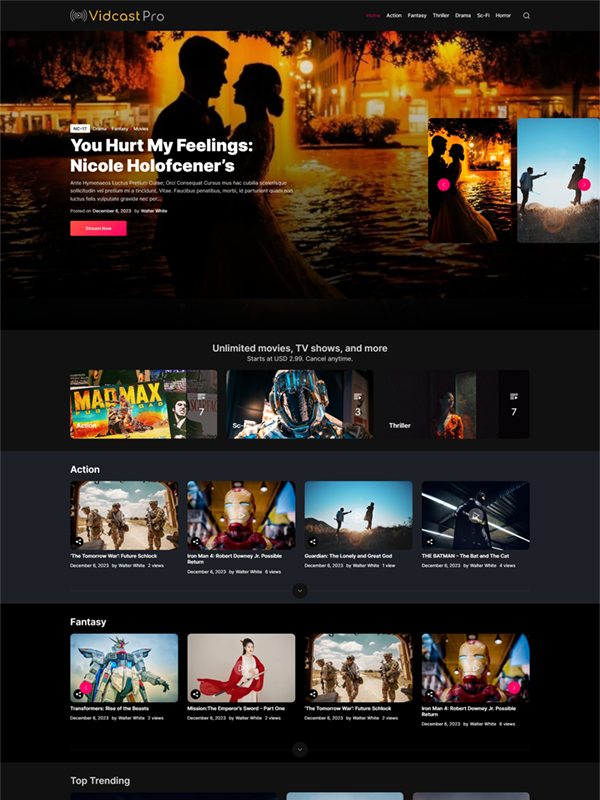 Vidcast Pro
Home Action Fantasy Thriller Drama Sci-Fi Horror
NC-17 Drama Fantasy Movies
You Hurt My Feelings:
Nicole Holofcener's
Ante Hymenaeos Luctus Pretium Curae; Orci Consequat Cursus mus hac cubilia scelerisque
sollicitudin vel pretium mi a tincidunt. Vitae. Faucibus penatibus, morbi, id parturient quam non
luctus felis vulputate gravida nec per...
Posted on December 6, 2023 by Walter White
Stream Now
Unlimited movies, TV shows, and more
Starts at USD 2.99. Cancel anytime.
MAD MAX
FURY ROAD
Action
7
Sc-
3
Thriller
7
Action
'The Tomorrow War': Future Schlock
December 6, 2023 by Walter White 2 views
Iron Man 4: Robert Downey Jr. Possible
Return
December 6, 2023 by Walter White 6 views
Guardian: The Lonely and Great God
December 6, 2023 by Walter White 1 view
THE BATMAN – The Bat and The Cat
December 6, 2023 by Walter White 4 views
Fantasy
Transformers: Rise of the Beasts
December 6, 2023 by Walter White 2 views
Mission:The Emperor's Sword – Part One
December 6, 2023 by Walter White 2 views
'The Tomorrow War': Future Schlock
December 6, 2023 by Walter White 2 views
Iron Man 4: Robert Downey Jr. Possible
Return
December 6, 2023 by Walter White 6 views
Top Trending